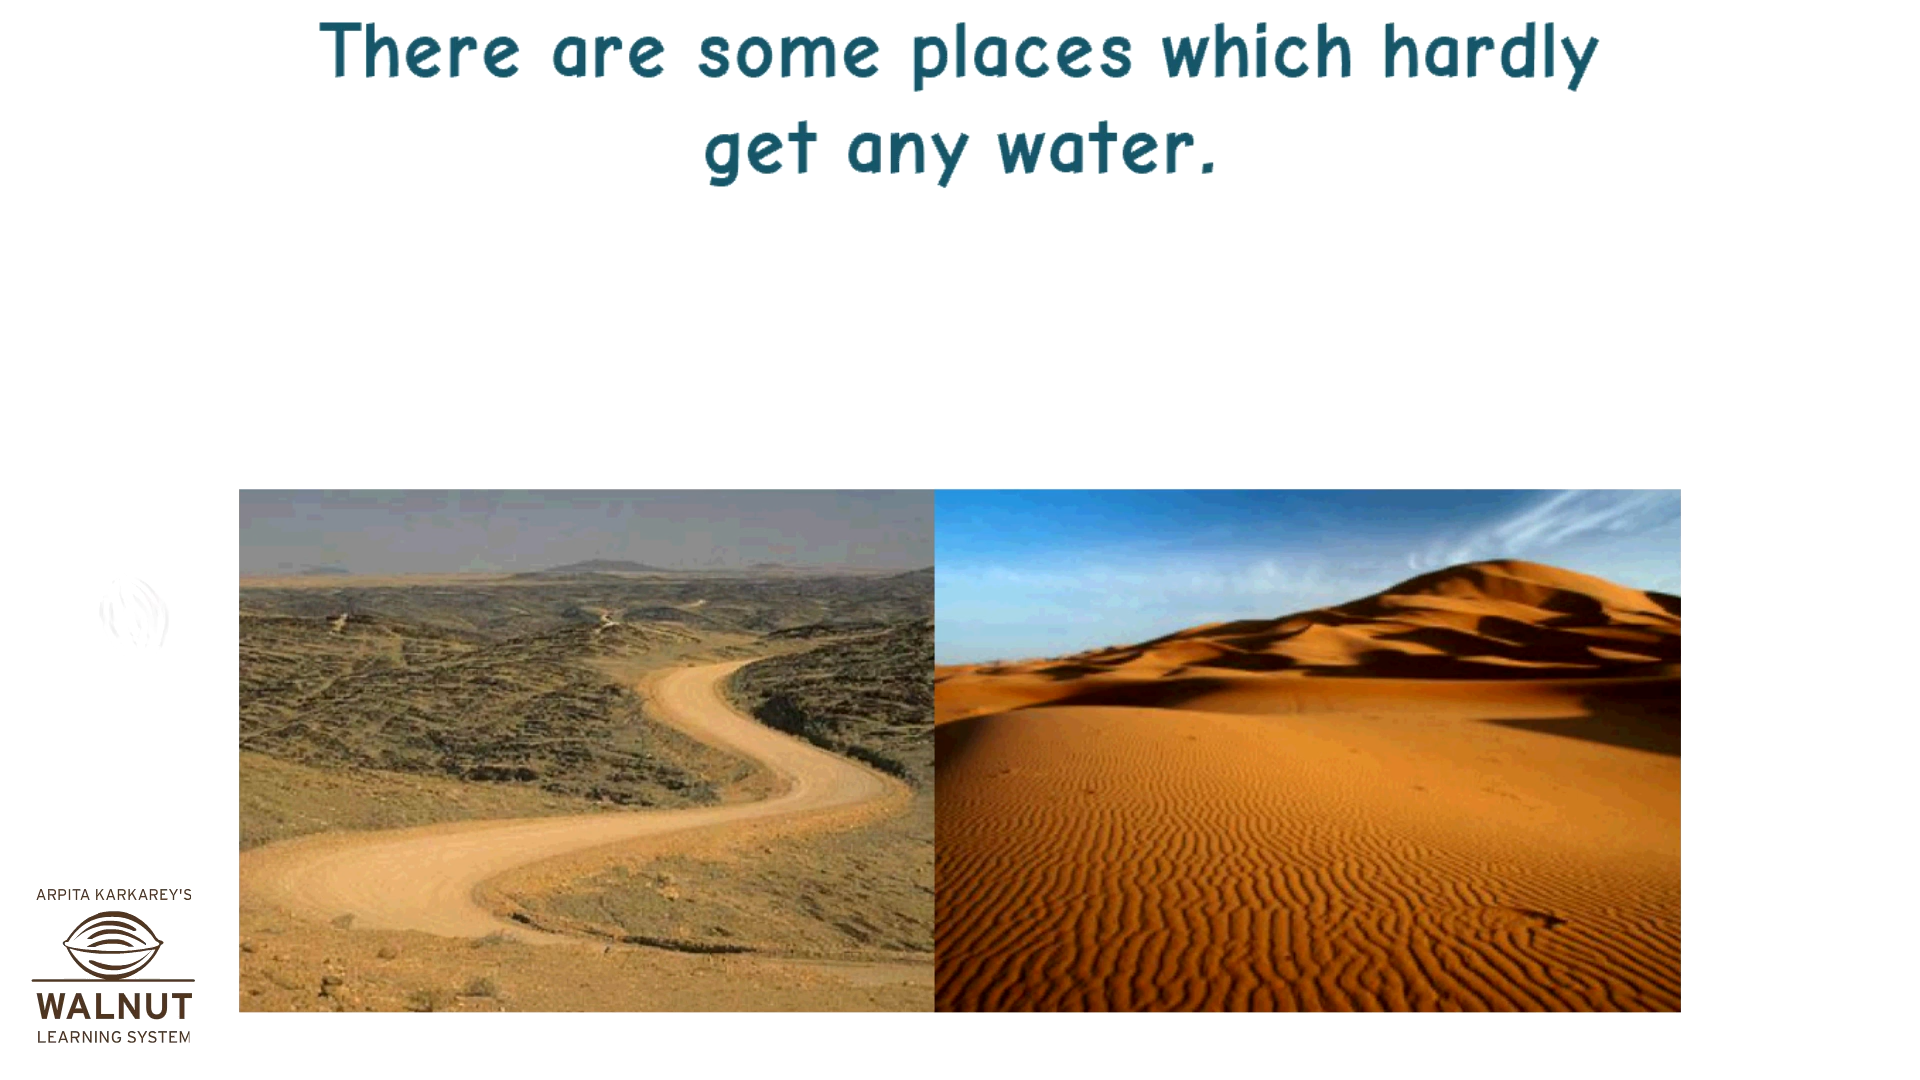 There are some places which hardly
get any water.
ARPITA KARKAREY'S
WALNUT
LEARNING SYSTEM